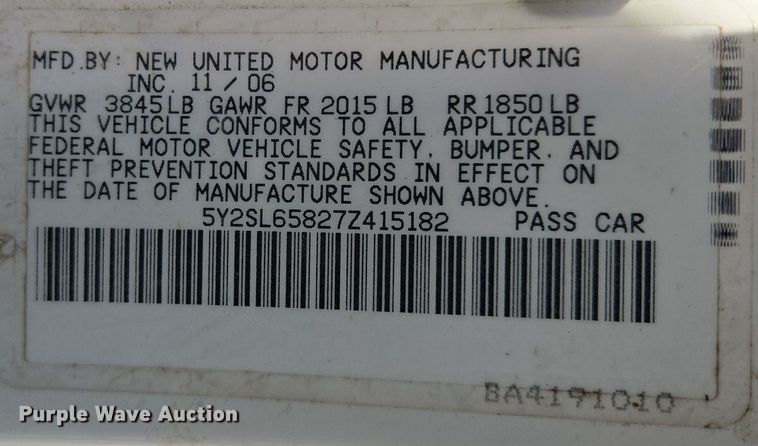 MFD.BY: NEW UNITED MOTOR MANUFACTURING
INC. 11 / 06
GVWR 3845 LB GAWR FR 2015 LB RR 1850 LB
THIS VEHICLE CONFORMS TO ALL APPLICABLE
FEDERAL MOTOR VEHICLE SAFETY, BUMPER, AND
THEFT PREVENTION STANDARDS IN EFFECT ON
THE DATE OF MANUFACTURE SHOWN ABOVE.
5Y2SL65827Z415182 PASS CAR
BA4191010
Purple Wave Auction